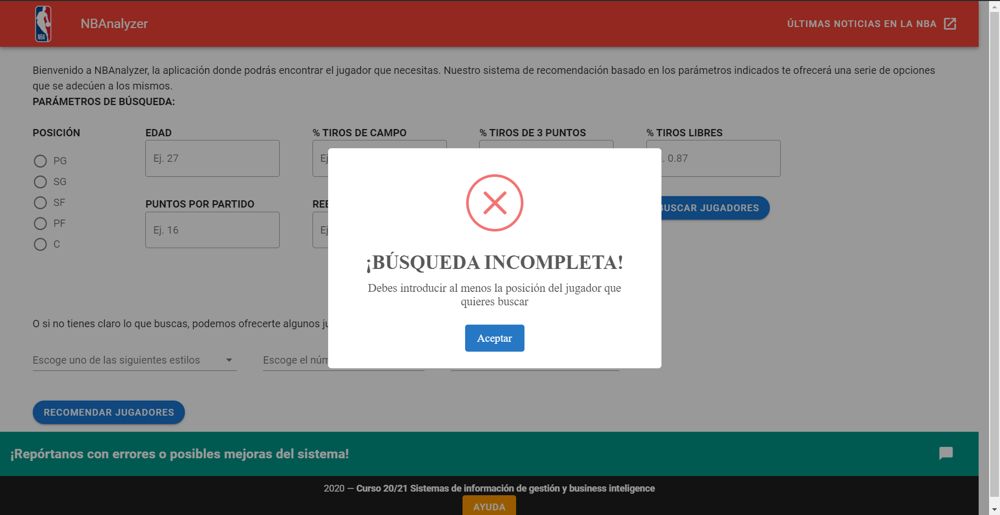 NBA
NBAnalyzer
ÚLTIMAS NOTICIAS EN LA NBA
Bienvenido a NBAnalyzer, la aplicación donde podrás encontrar el jugador que necesitas. Nuestro sistema de recomendación basado en los parámetros indicados te ofrecerá una serie de opciones
que se adecúen a los mismos.
PARÁMETROS DE BÚSQUEDA:
POSICIÓN
PG
SG
SF
PF
C
EDAD
Ej. 27
% TIROS DE CAMPO
Ej
% TIROS DE 3 PUNTOS
% TIROS LIBRES
. 0.87
PUNTOS POR PARTIDO
Ej. 16
REE
Ej
BUSCAR JUGADORES
¡BÚSQUEDA INCOMPLETA!
Debes introducir al menos la posición del jugador que
quieres buscar
Aceptar
O si no tienes claro lo que buscas, podemos ofrecerte algunos ju
Escoge uno de las siguientes estilos
Escoge el núm
RECOMENDAR JUGADORES
¡Repórtanos con errores o posibles mejoras del sistema!
2020 — Curso 20/21 Sistemas de información de gestión y business inteligence
AYUDA